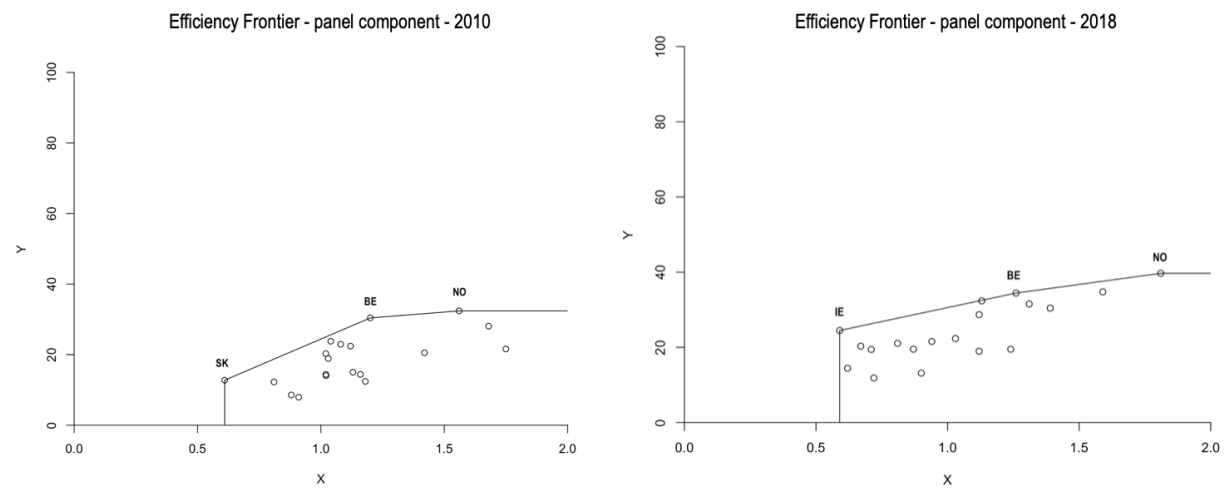 Efficiency Frontier - panel component - 2010
Y
100
80
60
40
20
0
SK
BE
NO
0.0 0.5 1.0 1.5 2.0
X
Efficiency Frontier - panel component - 2018
Y
100
80
60
40
20
0
IE
BE
NO
0.0 0.5 1.0 1.5 2.0
X